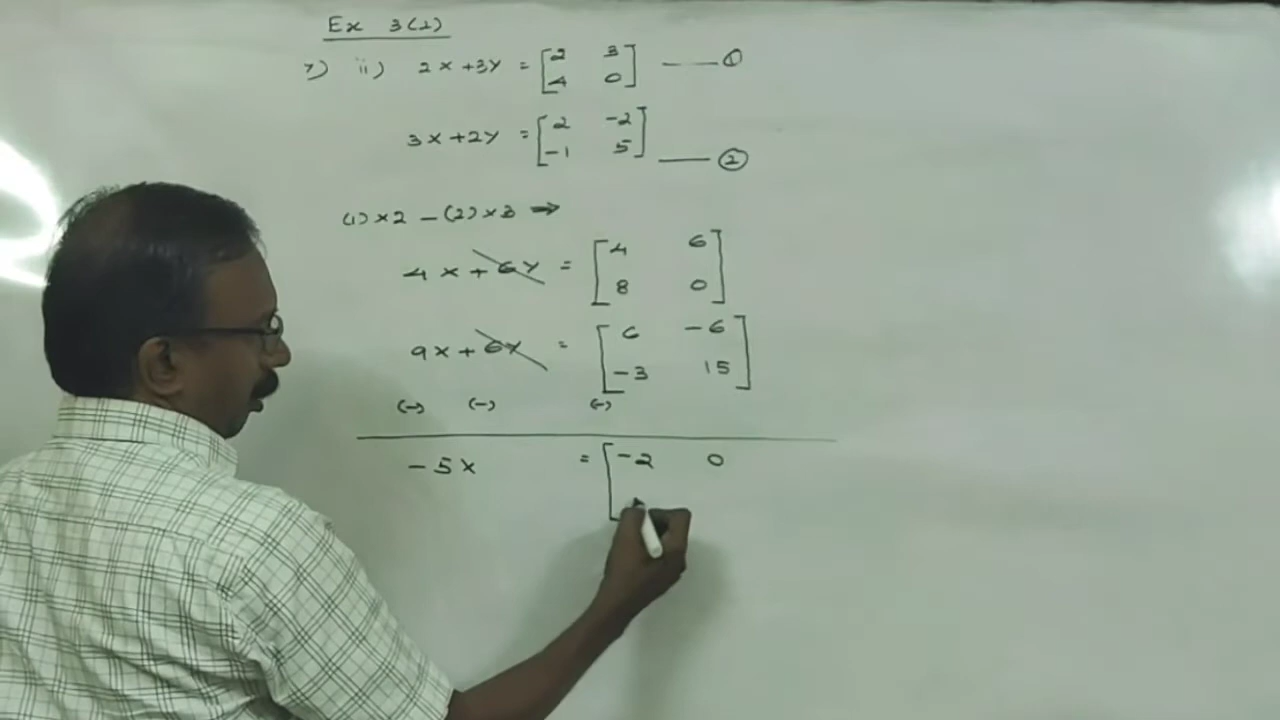 Ex 3(2)
7) ii) 2x+3y = [2 3
4 0] ——— ①
3x+2y = [2 -2
-1 5] ——— ②
(1)×2 - (2)×3 →
4x+6y = [4 6
8 0]
9x+6y = [6 -6
-3 15]
(-) (-) (-)
-5x = [-2 0